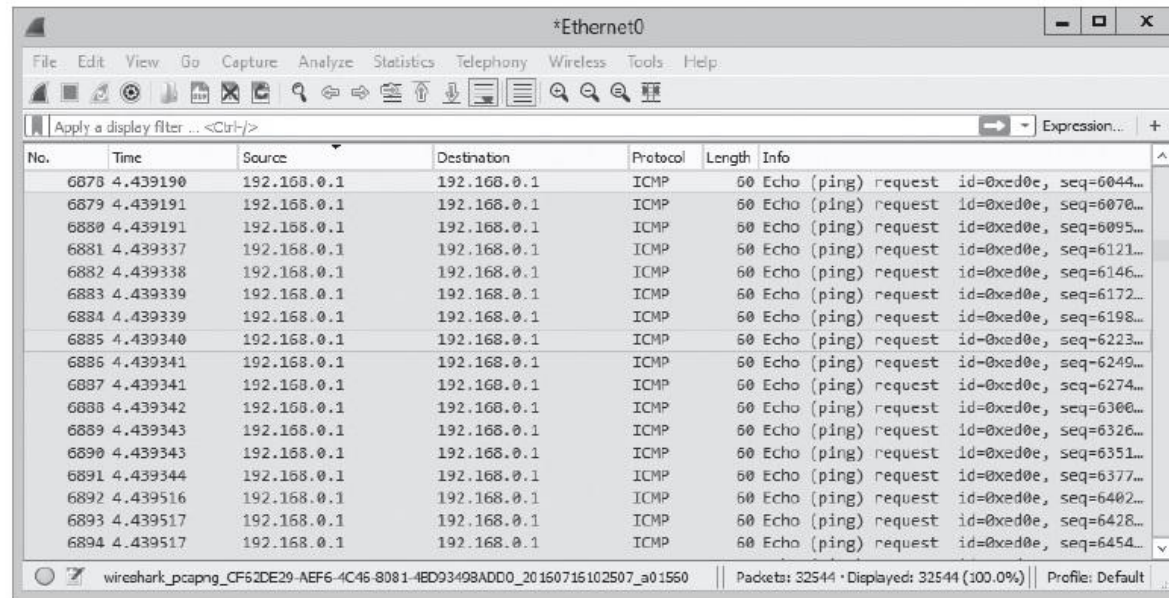 *Ethernet0
File Edit View Go Capture Analyze Statistics Telephony Wireless Tools Help
Apply a display filter ... <Ctrl-/> Expression... +
No. Time Source Destination Protocol Length Info
6878 4.439190 192.168.0.1 192.168.0.1 ICMP 60 Echo (ping) request id=0xed0e, seq=6044…
6879 4.439191 192.168.0.1 192.168.0.1 ICMP 60 Echo (ping) request id=0xed0e, seq=6070…
6880 4.439191 192.168.0.1 192.168.0.1 ICMP 60 Echo (ping) request id=0xed0e, seq=6095…
6881 4.439337 192.168.0.1 192.168.0.1 ICMP 60 Echo (ping) request id=0xed0e, seq=6121…
6882 4.439338 192.168.0.1 192.168.0.1 ICMP 60 Echo (ping) request id=0xed0e, seq=6146…
6883 4.439339 192.168.0.1 192.168.0.1 ICMP 60 Echo (ping) request id=0xed0e, seq=6172…
6884 4.439339 192.168.0.1 192.168.0.1 ICMP 60 Echo (ping) request id=0xed0e, seq=6198…
6885 4.439340 192.168.0.1 192.168.0.1 ICMP 60 Echo (ping) request id=0xed0e, seq=6223…
6886 4.439341 192.168.0.1 192.168.0.1 ICMP 60 Echo (ping) request id=0xed0e, seq=6249…
6887 4.439341 192.168.0.1 192.168.0.1 ICMP 60 Echo (ping) request id=0xed0e, seq=6274…
6888 4.439342 192.168.0.1 192.168.0.1 ICMP 60 Echo (ping) request id=0xed0e, seq=6300…
6889 4.439343 192.168.0.1 192.168.0.1 ICMP 60 Echo (ping) request id=0xed0e, seq=6326…
6890 4.439343 192.168.0.1 192.168.0.1 ICMP 60 Echo (ping) request id=0xed0e, seq=6351…
6891 4.439344 192.168.0.1 192.168.0.1 ICMP 60 Echo (ping) request id=0xed0e, seq=6377…
6892 4.439516 192.168.0.1 192.168.0.1 ICMP 60 Echo (ping) request id=0xed0e, seq=6402…
6893 4.439517 192.168.0.1 192.168.0.1 ICMP 60 Echo (ping) request id=0xed0e, seq=6428…
6894 4.439517 192.168.0.1 192.168.0.1 ICMP 60 Echo (ping) request id=0xed0e, seq=6454…
wireshark_pcapng_CF62DE29-AEF6-4C46-8081-4BD93498ADD0_20160716102507_a01560 Packets: 32544 · Displayed: 32544 (100.0%) Profile: Default